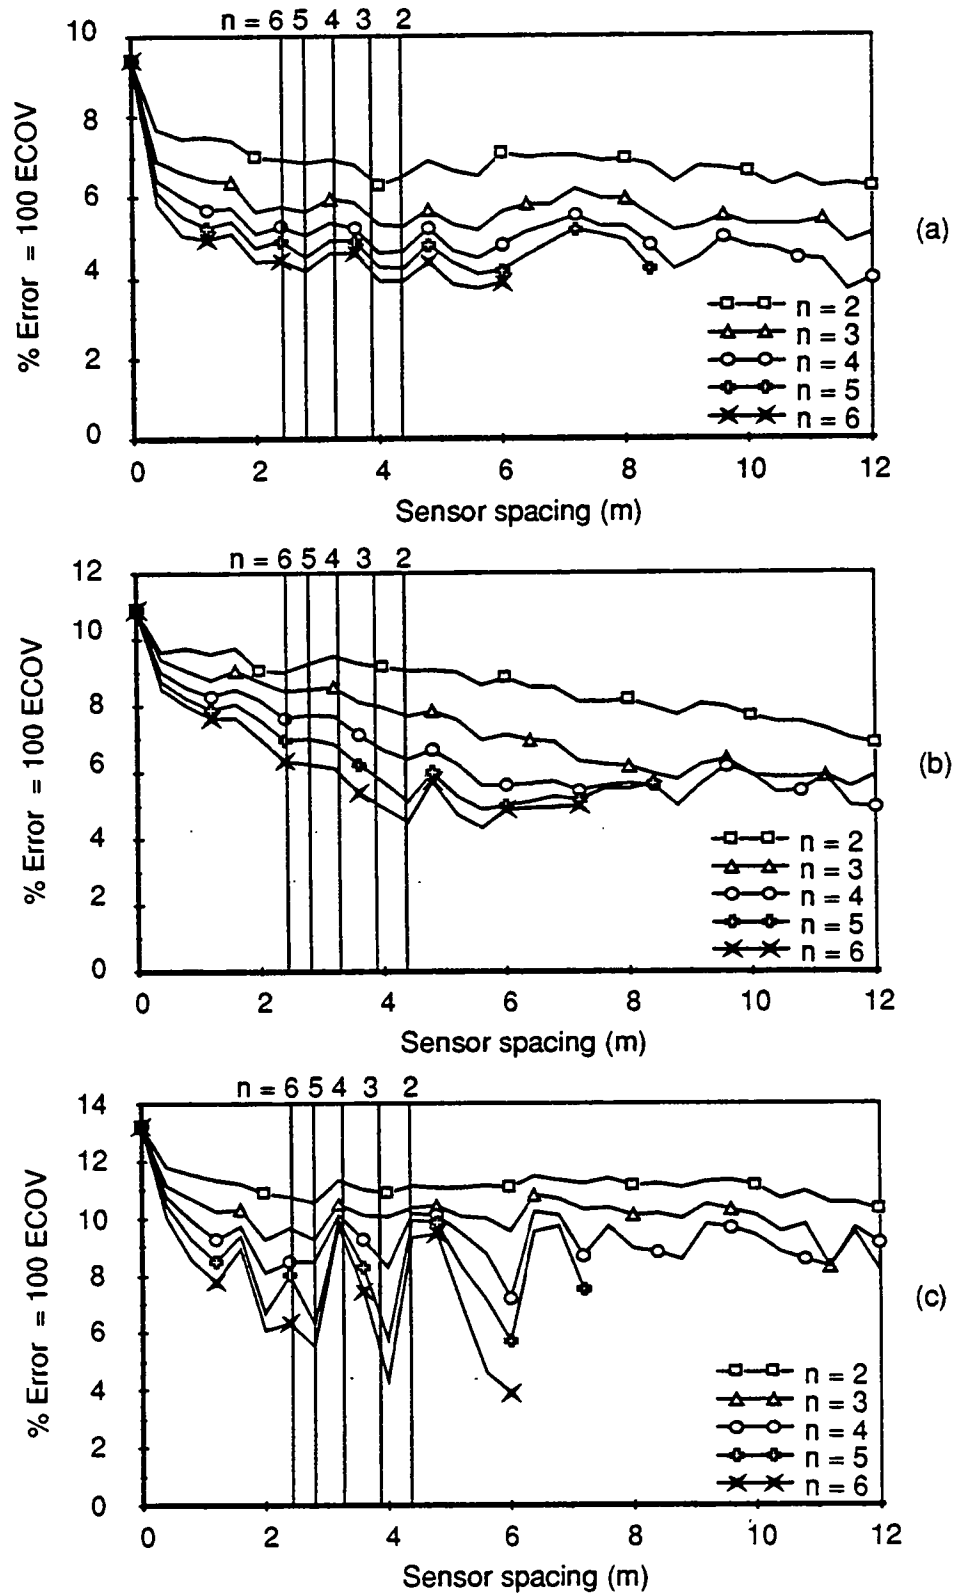 n = 6 5 4 3 2
10
8
6
4
2
0
% Error = 100 ECOV
0 2 4 6 8 10 12
Sensor spacing (m)
n = 2
n = 3
n = 4
n = 5
n = 6
(a)
n = 6 5 4 3 2
12
10
8
6
4
2
0
% Error = 100 ECOV
0 2 4 6 8 10 12
Sensor spacing (m)
n = 2
n = 3
n = 4
n = 5
n = 6
(b)
n = 6 5 4 3 2
14
12
10
8
6
4
2
0
% Error = 100 ECOV
0 2 4 6 8 10 12
Sensor spacing (m)
n = 2
n = 3
n = 4
n = 5
n = 6
(c)